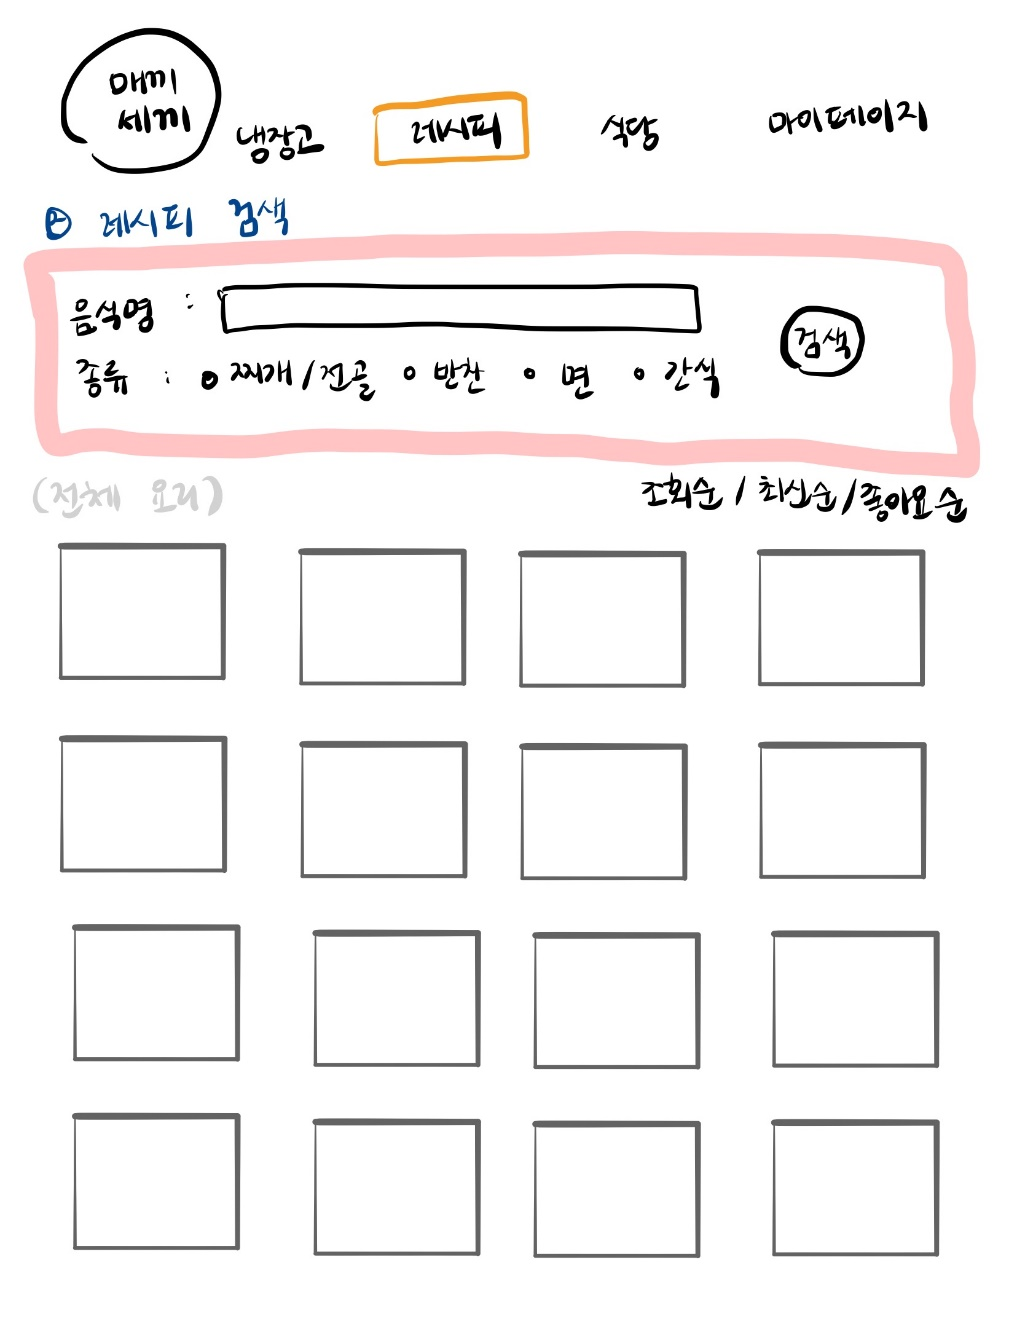 매끼
세끼
냉장고 레시피 식당 마이페이지
레시피 검색
음식명 :
검색
종류 : 찌개/전골 반찬 면 간식
(전체 요리)
조회순 / 최신순 / 좋아요순